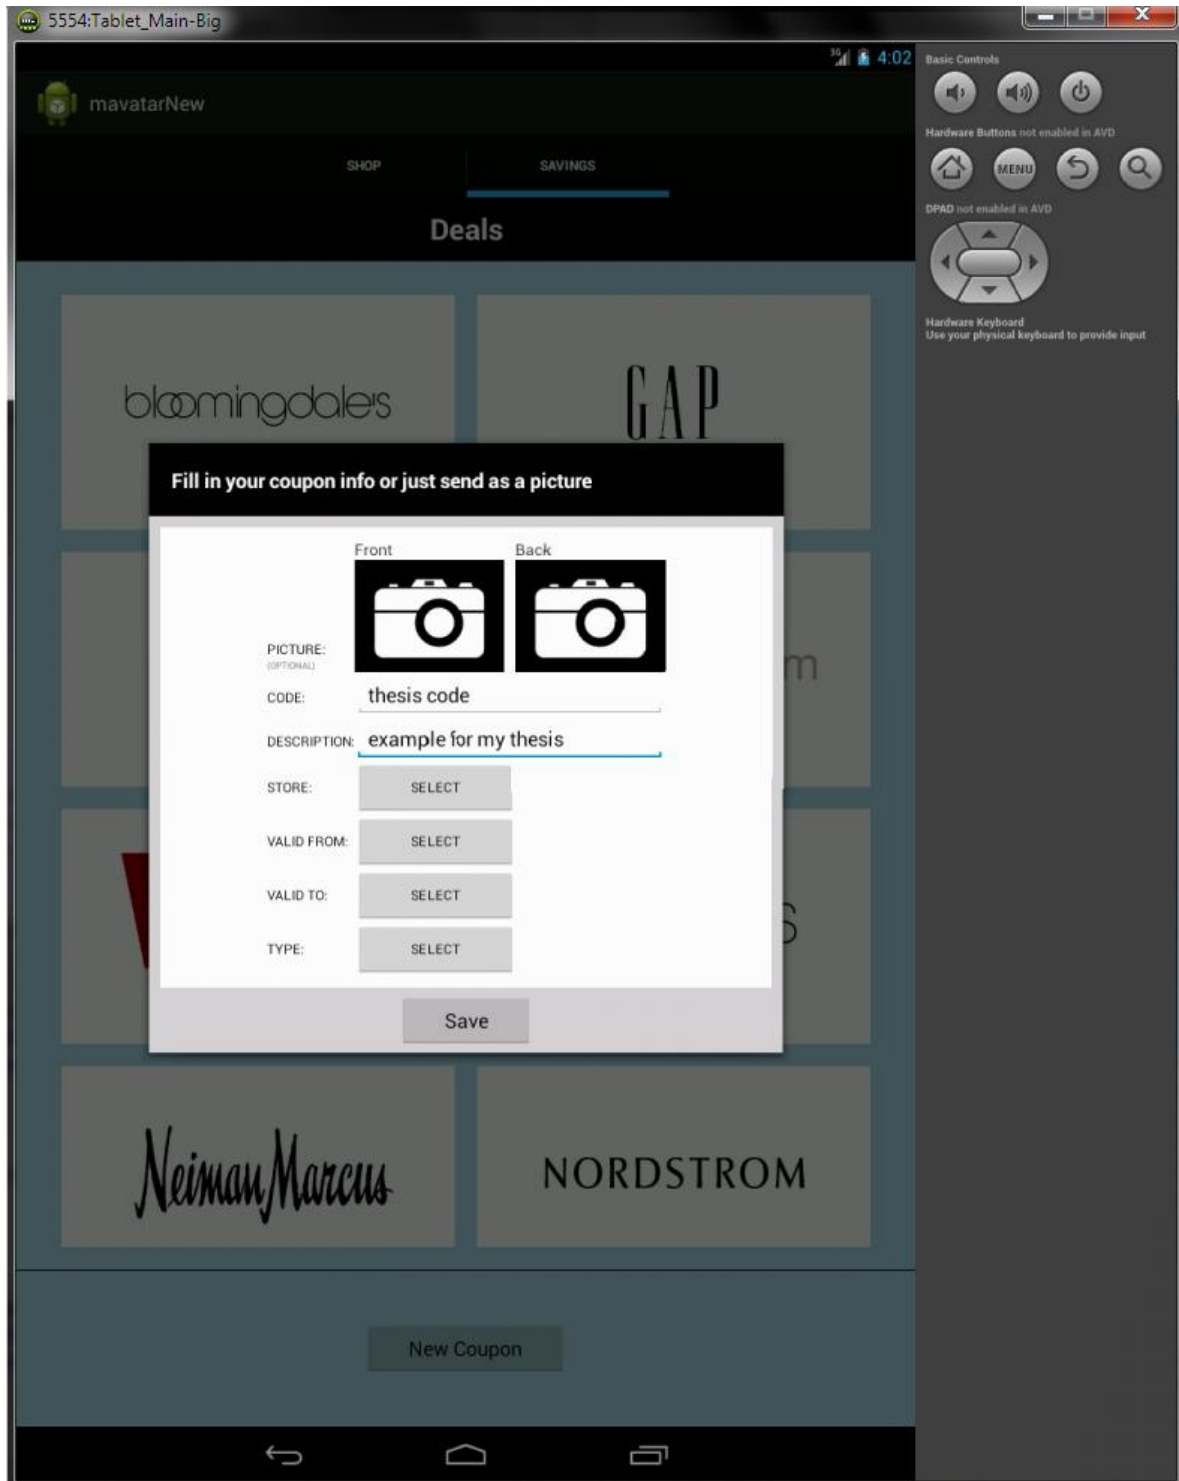 5554:Tablet_Main-Big
3G 4:02
mavatarNew
SHOP SAVINGS
Deals
bloomingdale's
GAP
Fill in your coupon info or just send as a picture
Front Back
PICTURE:
(OPTIONAL)
m
CODE: thesis code
DESCRIPTION: example for my thesis
STORE: SELECT
VALID FROM: SELECT
VALID TO: SELECT
S
TYPE: SELECT
Save
Neiman Marcus
NORDSTROM
New Coupon
Basic Controls
Hardware Buttons not enabled in AVD
MENU
DPAD not enabled in AVD
Hardware Keyboard
Use your physical keyboard to provide input